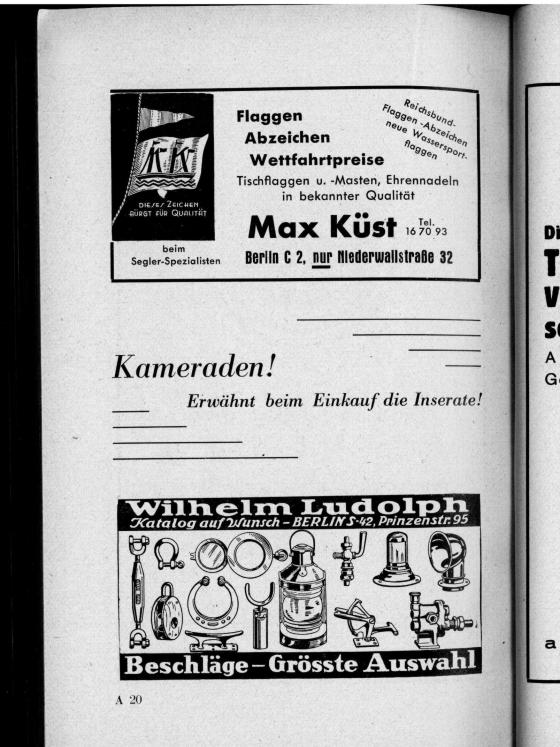 Flaggen
Abzeichen
Wettfahrtpreise
Reichsbund-
Flaggen-Abzeichen
neue Wassersport-
flaggen
Tischflaggen u. -Masten, Ehrennadeln
in bekannter Qualität
MK
DIESES ZEICHEN
BÜRGT FÜR QUALITÄT
beim
Segler-Spezialisten
Max Küst Tel. 16 70 93
Berlin C 2, nur Niederwallstraße 32
Kameraden!
Erwähnt beim Einkauf die Inserate!
Wilhelm Ludolph
Katalog auf Wunsch – BERLIN S·42, Prinzenstr. 95
Beschläge – Grösste Auswahl
A 20
Di
T
V
A
G
a